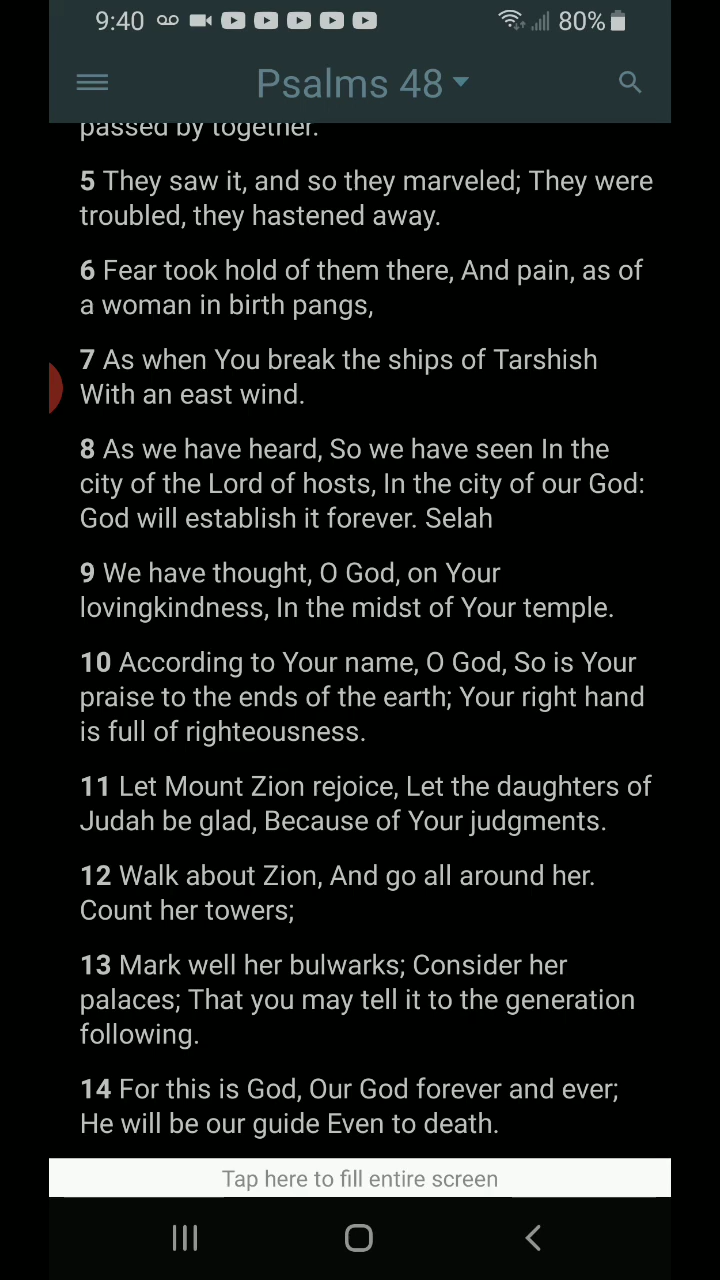 9:40 80%
Psalms 48
passed by together.
5 They saw it, and so they marveled; They were
troubled, they hastened away.
6 Fear took hold of them there, And pain, as of
a woman in birth pangs,
7 As when You break the ships of Tarshish
With an east wind.
8 As we have heard, So we have seen In the
city of the Lord of hosts, In the city of our God:
God will establish it forever. Selah
9 We have thought, O God, on Your
lovingkindness, In the midst of Your temple.
10 According to Your name, O God, So is Your
praise to the ends of the earth; Your right hand
is full of righteousness.
11 Let Mount Zion rejoice, Let the daughters of
Judah be glad, Because of Your judgments.
12 Walk about Zion, And go all around her.
Count her towers;
13 Mark well her bulwarks; Consider her
palaces; That you may tell it to the generation
following.
14 For this is God, Our God forever and ever;
He will be our guide Even to death.
Tap here to fill entire screen